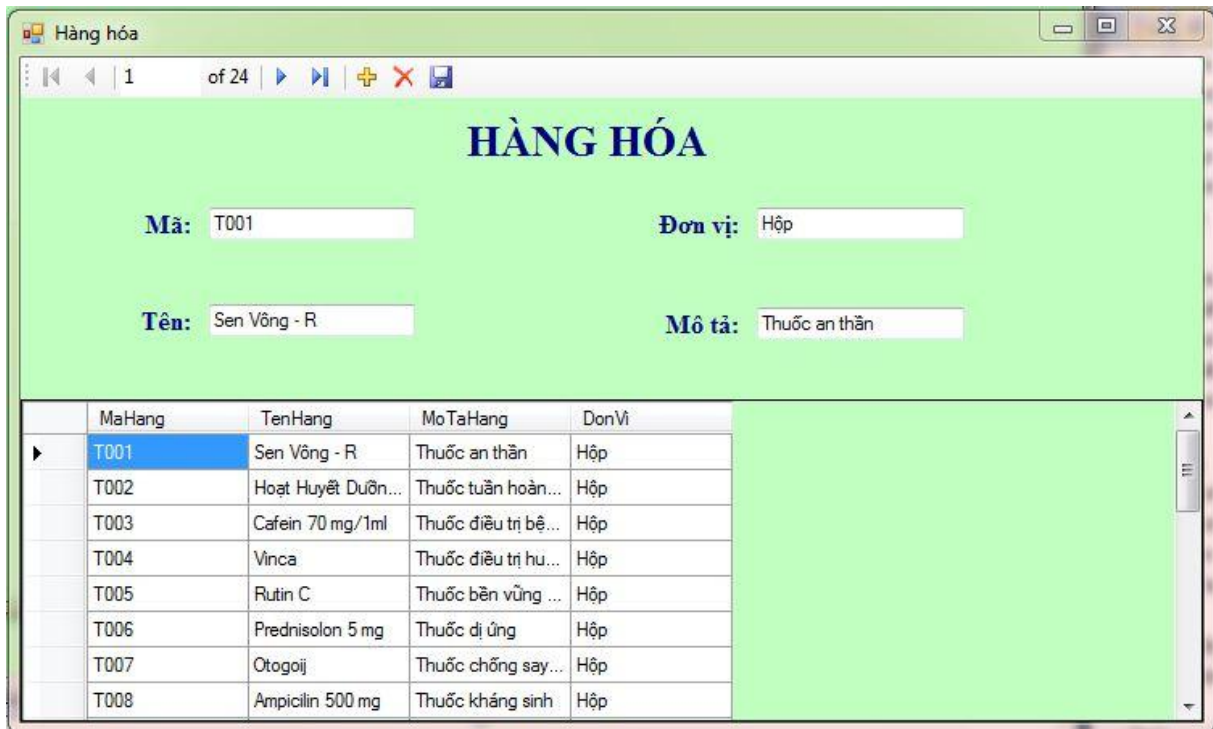 Hàng hóa
1 of 24
HÀNG HÓA
Mã: T001 Đơn vị: Hộp
Tên: Sen Vông - R Mô tả: Thuốc an thần
MaHang TenHang MoTaHang DonVi
T001 Sen Vông - R Thuốc an thần Hộp
T002 Hoạt Huyết Dưỡn... Thuốc tuần hoàn... Hộp
T003 Cafein 70 mg/1ml Thuốc điều trị bệ... Hộp
T004 Vinca Thuốc điều trị hu... Hộp
T005 Rutin C Thuốc bền vững ... Hộp
T006 Prednisolon 5 mg Thuốc dị ứng Hộp
T007 Otogoij Thuốc chống say... Hộp
T008 Ampicilin 500 mg Thuốc kháng sinh Hộp